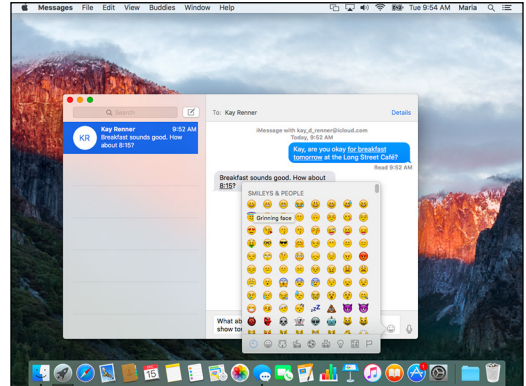 Messages File Edit View Buddies Window Help
Tue 9:54 AM Maria
Search
To: Kay Renner
Details
KR
Kay Renner 9:52 AM
Breakfast sounds good. How
about 8:15?
iMessage with kay_d_renner@icloud.com
Today, 9:52 AM
Kay, are you okay for breakfast
tomorrow at the Long Street Café?
Read 9:52 AM
Breakfast sounds good. How about
8:15?
SMILEYS & PEOPLE
Grinning face
What ab
show to
15